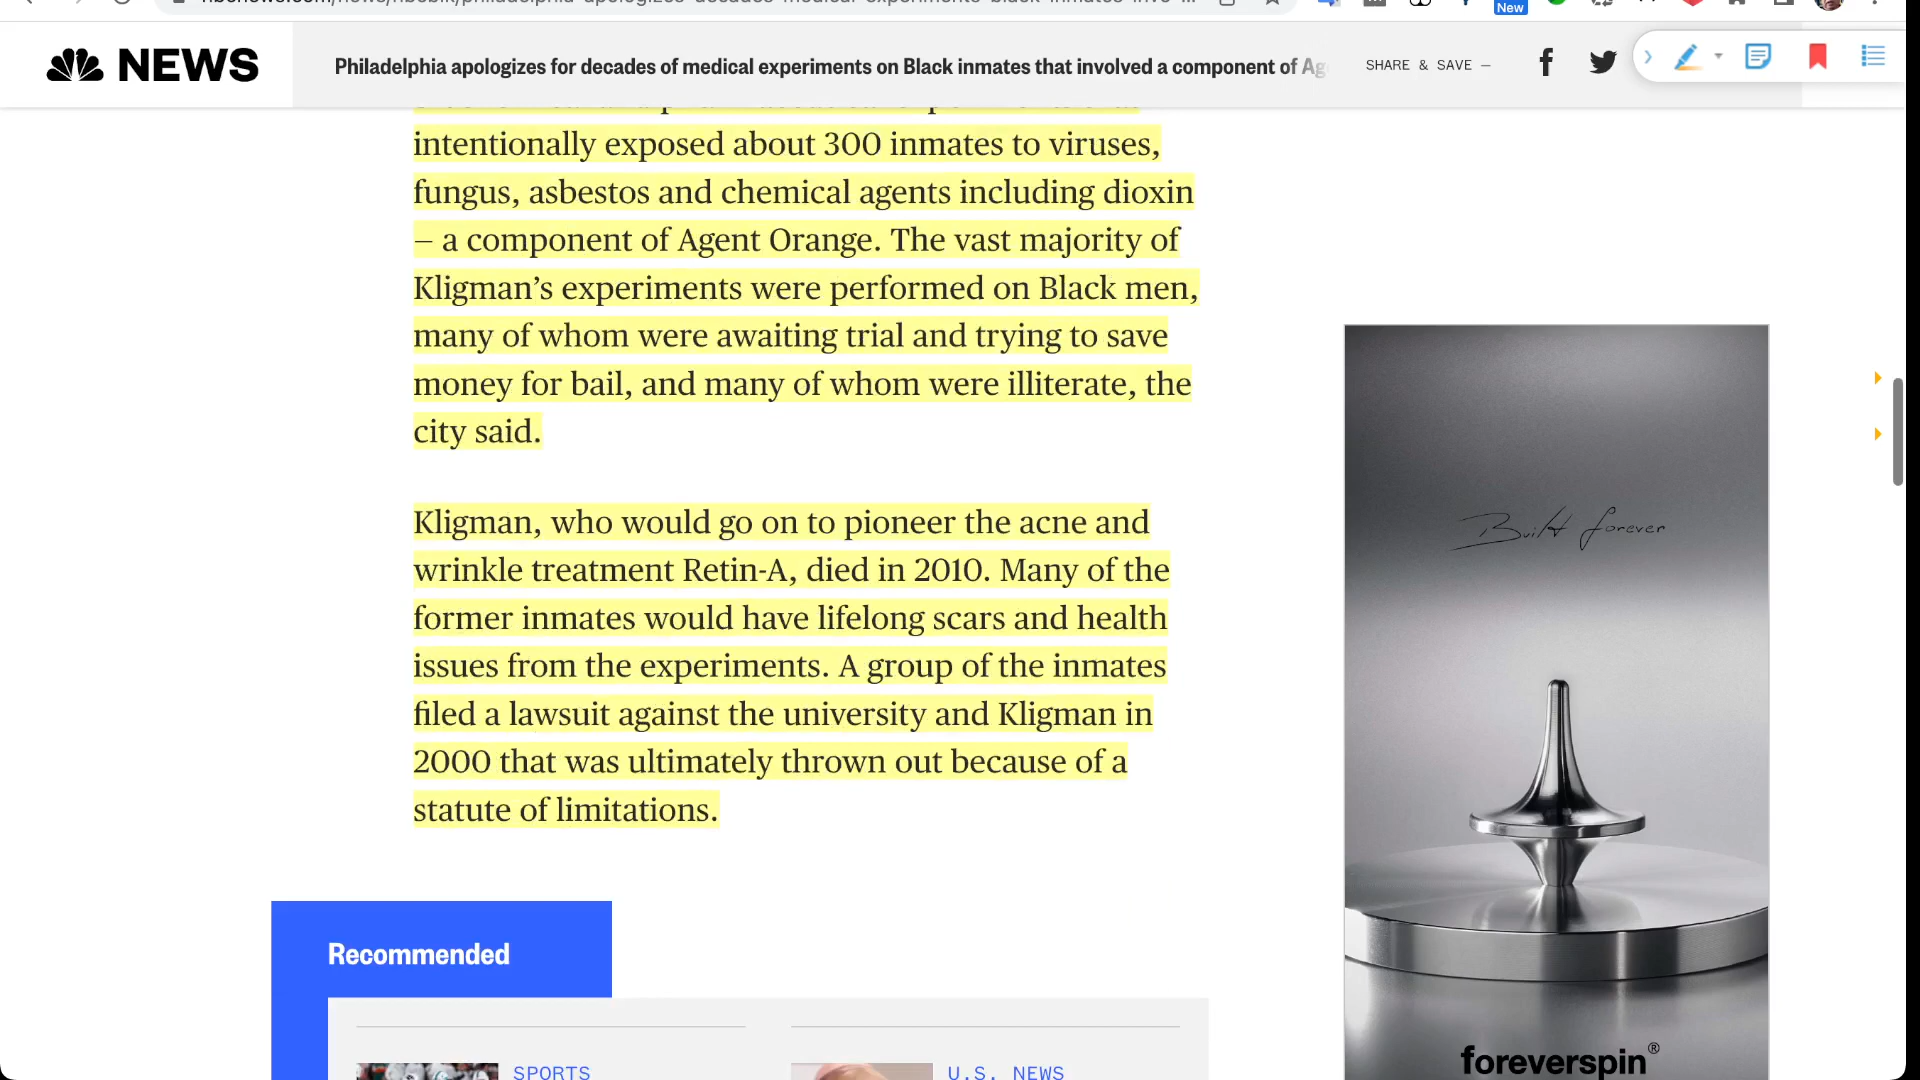 New
NEWS
Philadelphia apologizes for decades of medical experiments on Black inmates that involved a component of Ag
SHARE & SAVE —
intentionally exposed about 300 inmates to viruses,
fungus, asbestos and chemical agents including dioxin
— a component of Agent Orange. The vast majority of
Kligman’s experiments were performed on Black men,
many of whom were awaiting trial and trying to save
money for bail, and many of whom were illiterate, the
city said.
Kligman, who would go on to pioneer the acne and
wrinkle treatment Retin-A, died in 2010. Many of the
former inmates would have lifelong scars and health
issues from the experiments. A group of the inmates
filed a lawsuit against the university and Kligman in
2000 that was ultimately thrown out because of a
statute of limitations.
Built forever
foreverspin®
Recommended
SPORTS
U.S. NEWS